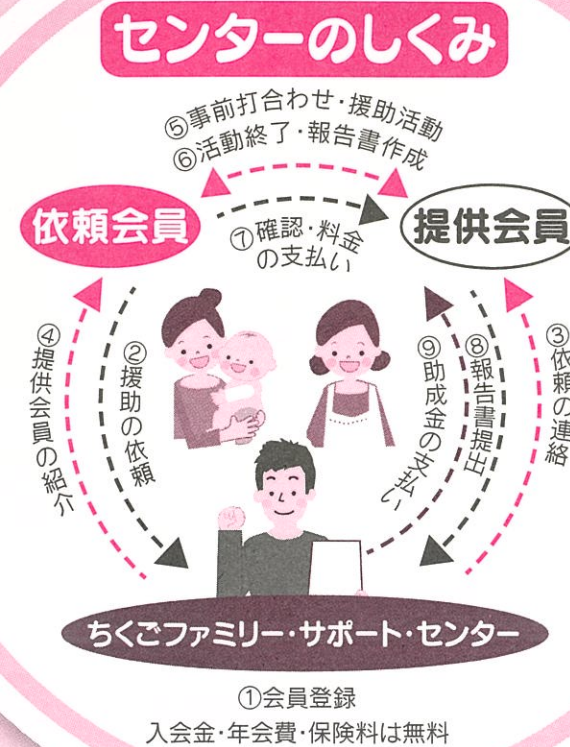 センターのしくみ
⑤事前打合わせ・援助活動
⑥活動終了・報告書作成
依頼会員
提供会員
⑦確認・料金
の支払い
④提供会員の紹介
②援助の依頼
⑨助成金の支払い
⑧報告書提出
③依頼の連絡
ちくごファミリー・サポート・センター
①会員登録
入会金・年会費・保険料は無料